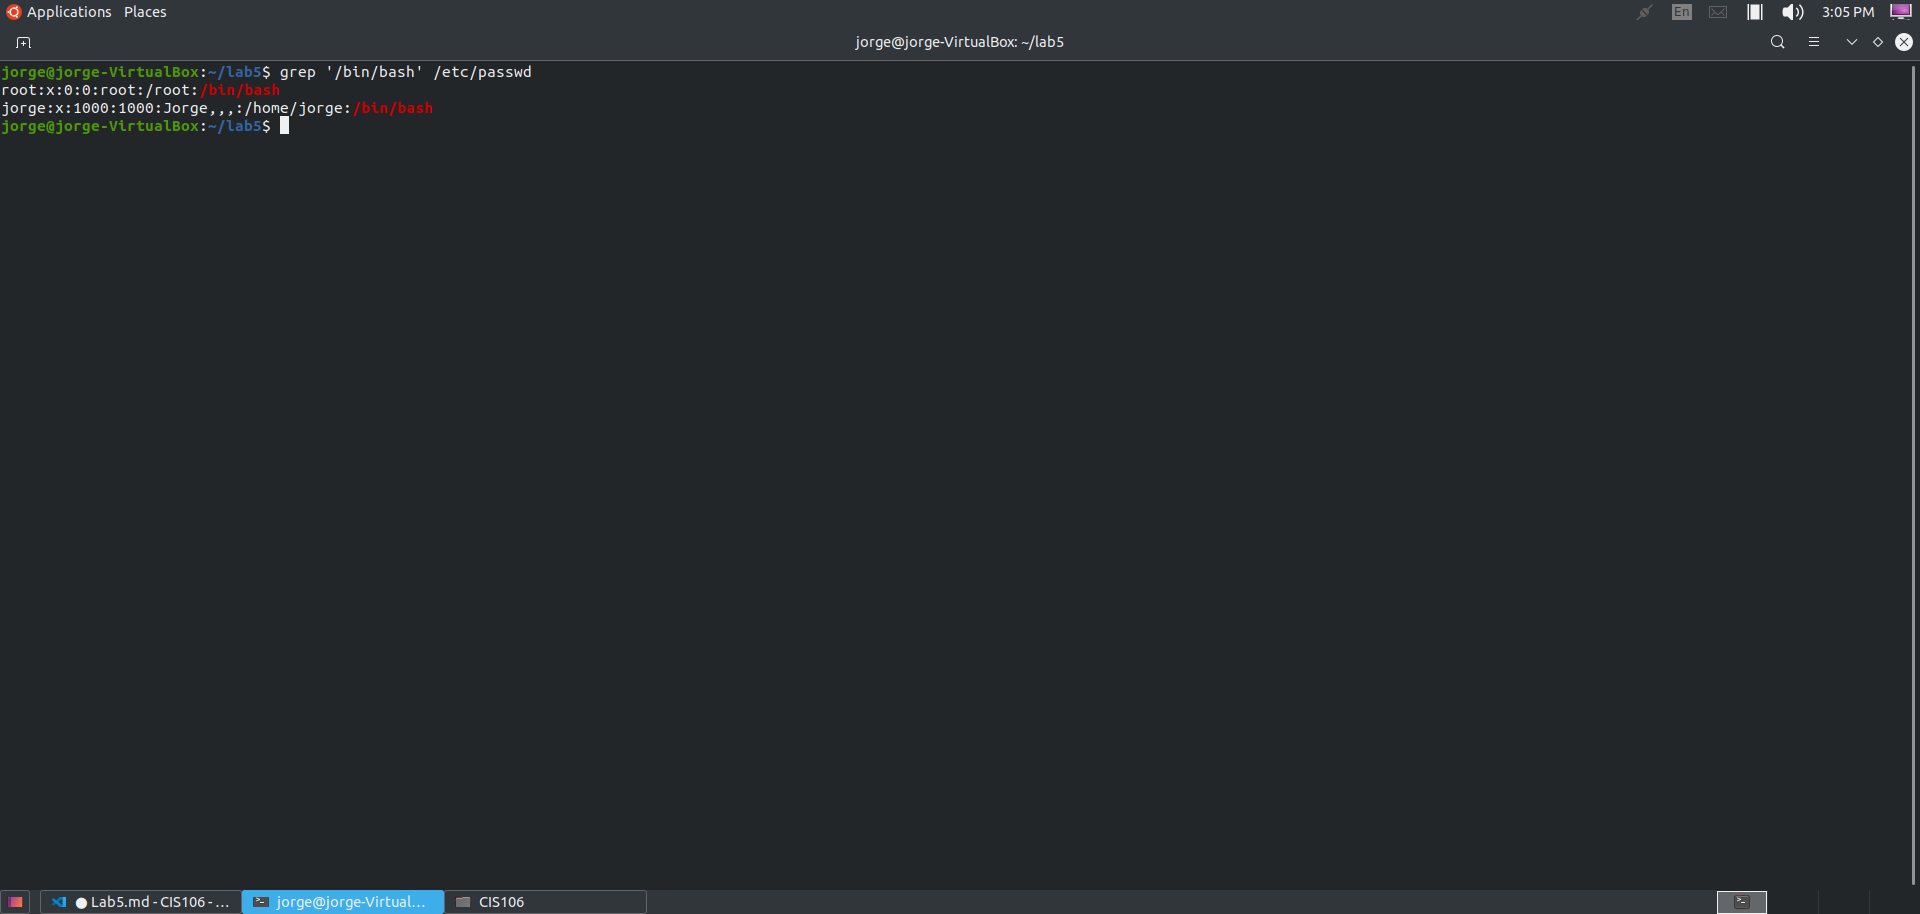 Applications Places En 3:05 PM
jorge@jorge-VirtualBox: ~/lab5
jorge@jorge-VirtualBox:~/lab5$ grep '/bin/bash' /etc/passwd
root:x:0:0:root:/root:/bin/bash
jorge:x:1000:1000:Jorge,,,:/home/jorge:/bin/bash
jorge@jorge-VirtualBox:~/lab5$
Lab5.md - CIS106 - ... jorge@jorge-Virtual... CIS106